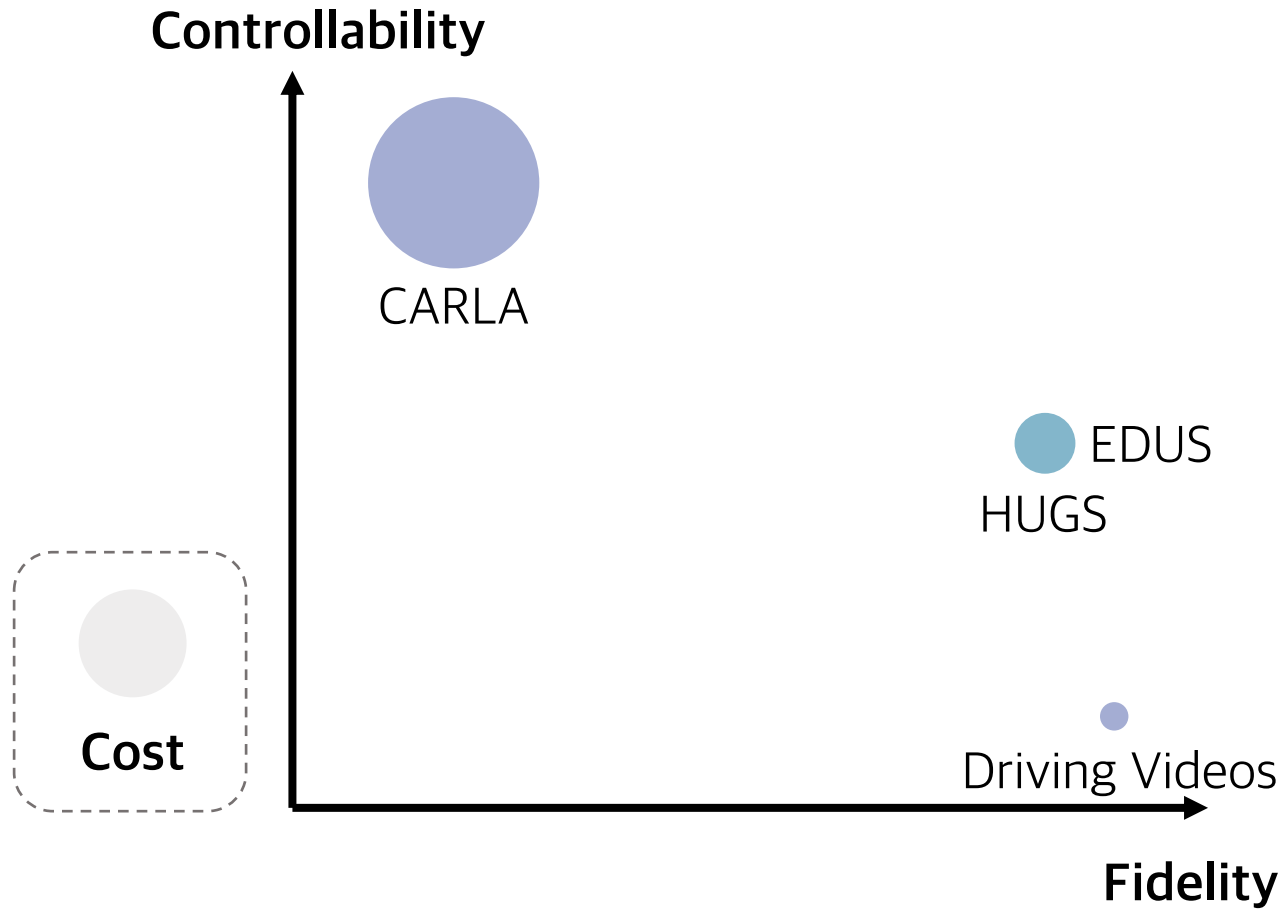 Controllability
CARLA
EDUS
HUGS
Cost
Driving Videos
Fidelity